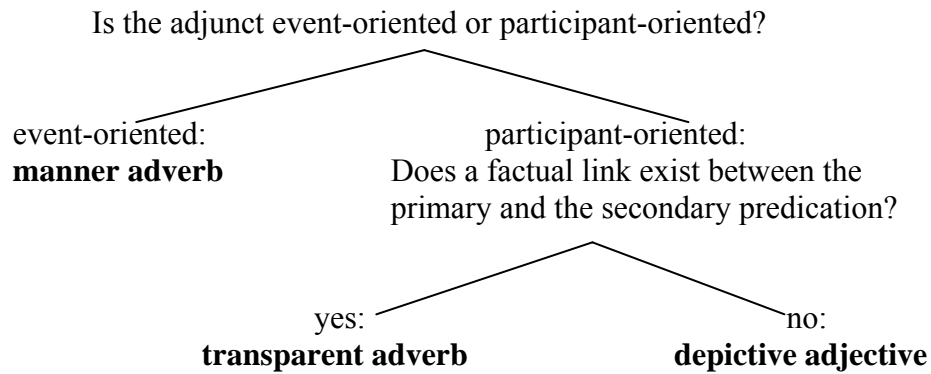 Is the adjunct event-oriented or participant-oriented?
event-oriented:
manner adverb
participant-oriented:
Does a factual link exist between the
primary and the secondary predication?
yes:
transparent adverb
no:
depictive adjective